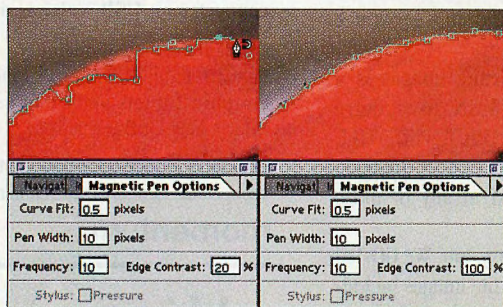 Navigat Magnetic Pen Options
Curve Fit: 0.5 pixels
Pen Width: 10 pixels
Frequency: 10 Edge Contrast: 20 %
Stylus: Pressure
Navigat Magnetic Pen Options
Curve Fit: 0.5 pixels
Pen Width: 10 pixels
Frequency: 10 Edge Contrast: 100 %
Stylus: Pressure